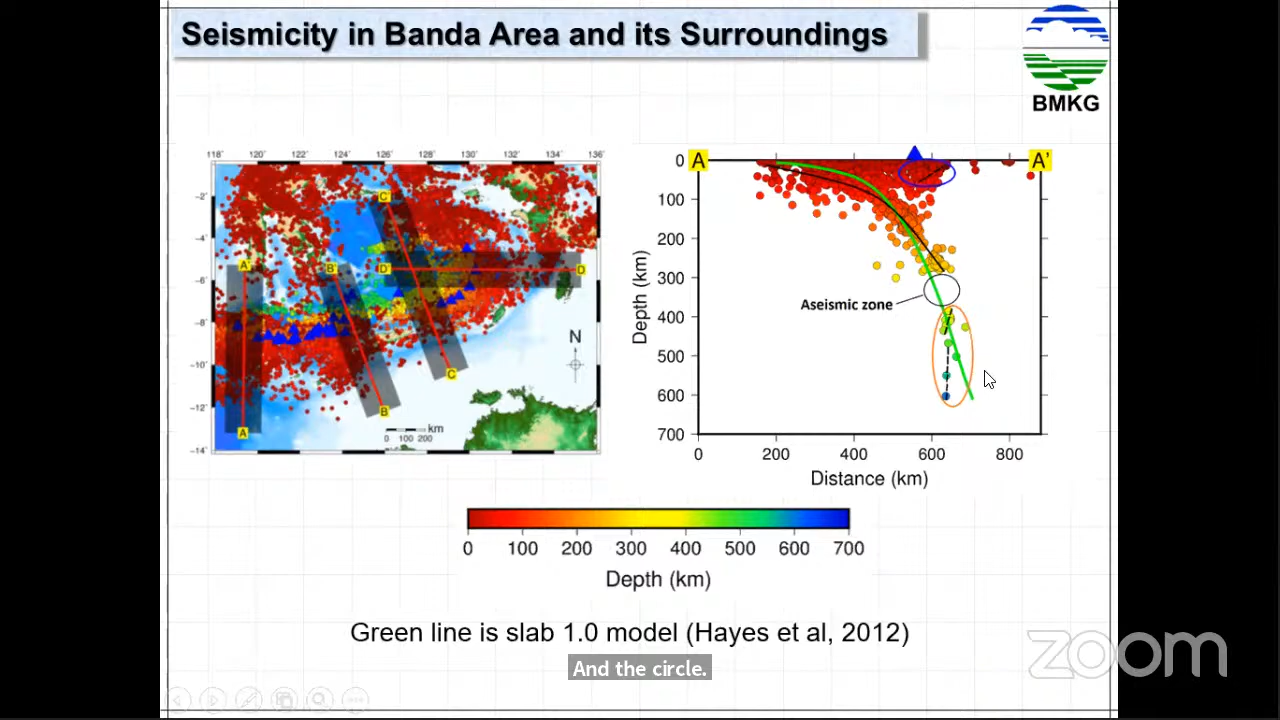 Seismicity in Banda Area and its Surroundings
BMKG
118° 120° 122° 124° 126° 128° 130° 132° 134° 136°
-2°
-4°
-6°
-8°
-10°
-12°
-14°
C'
A'
B'
D'
D
C
B
A
N
km
0 100 200
A
A'
0
100
200
300
400
500
600
700
Depth (km)
Aseismic zone
0 200 400 600 800
Distance (km)
0 100 200 300 400 500 600 700
Depth (km)
Green line is slab 1.0 model (Hayes et al, 2012)
And the circle.
zoom